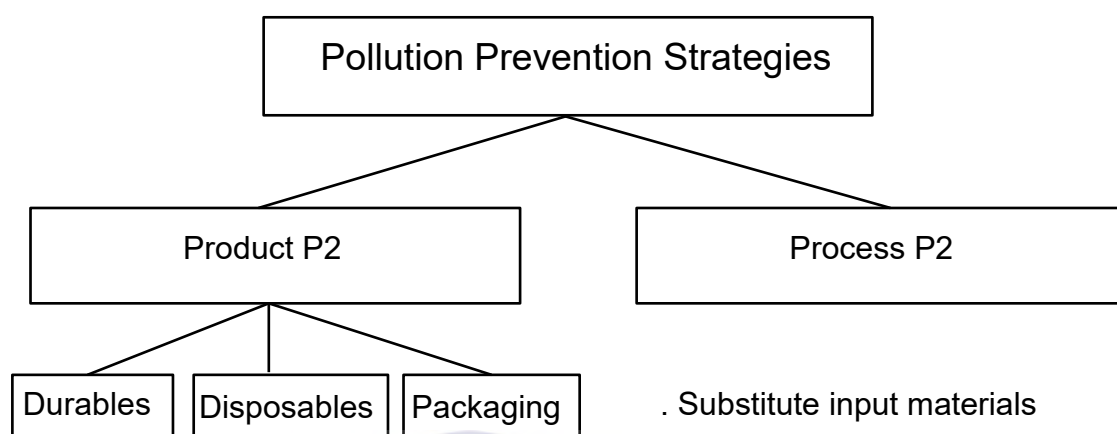 Pollution Prevention Strategies
Product P2
Process P2
Durables
Disposables
Packaging
. Substitute input materials